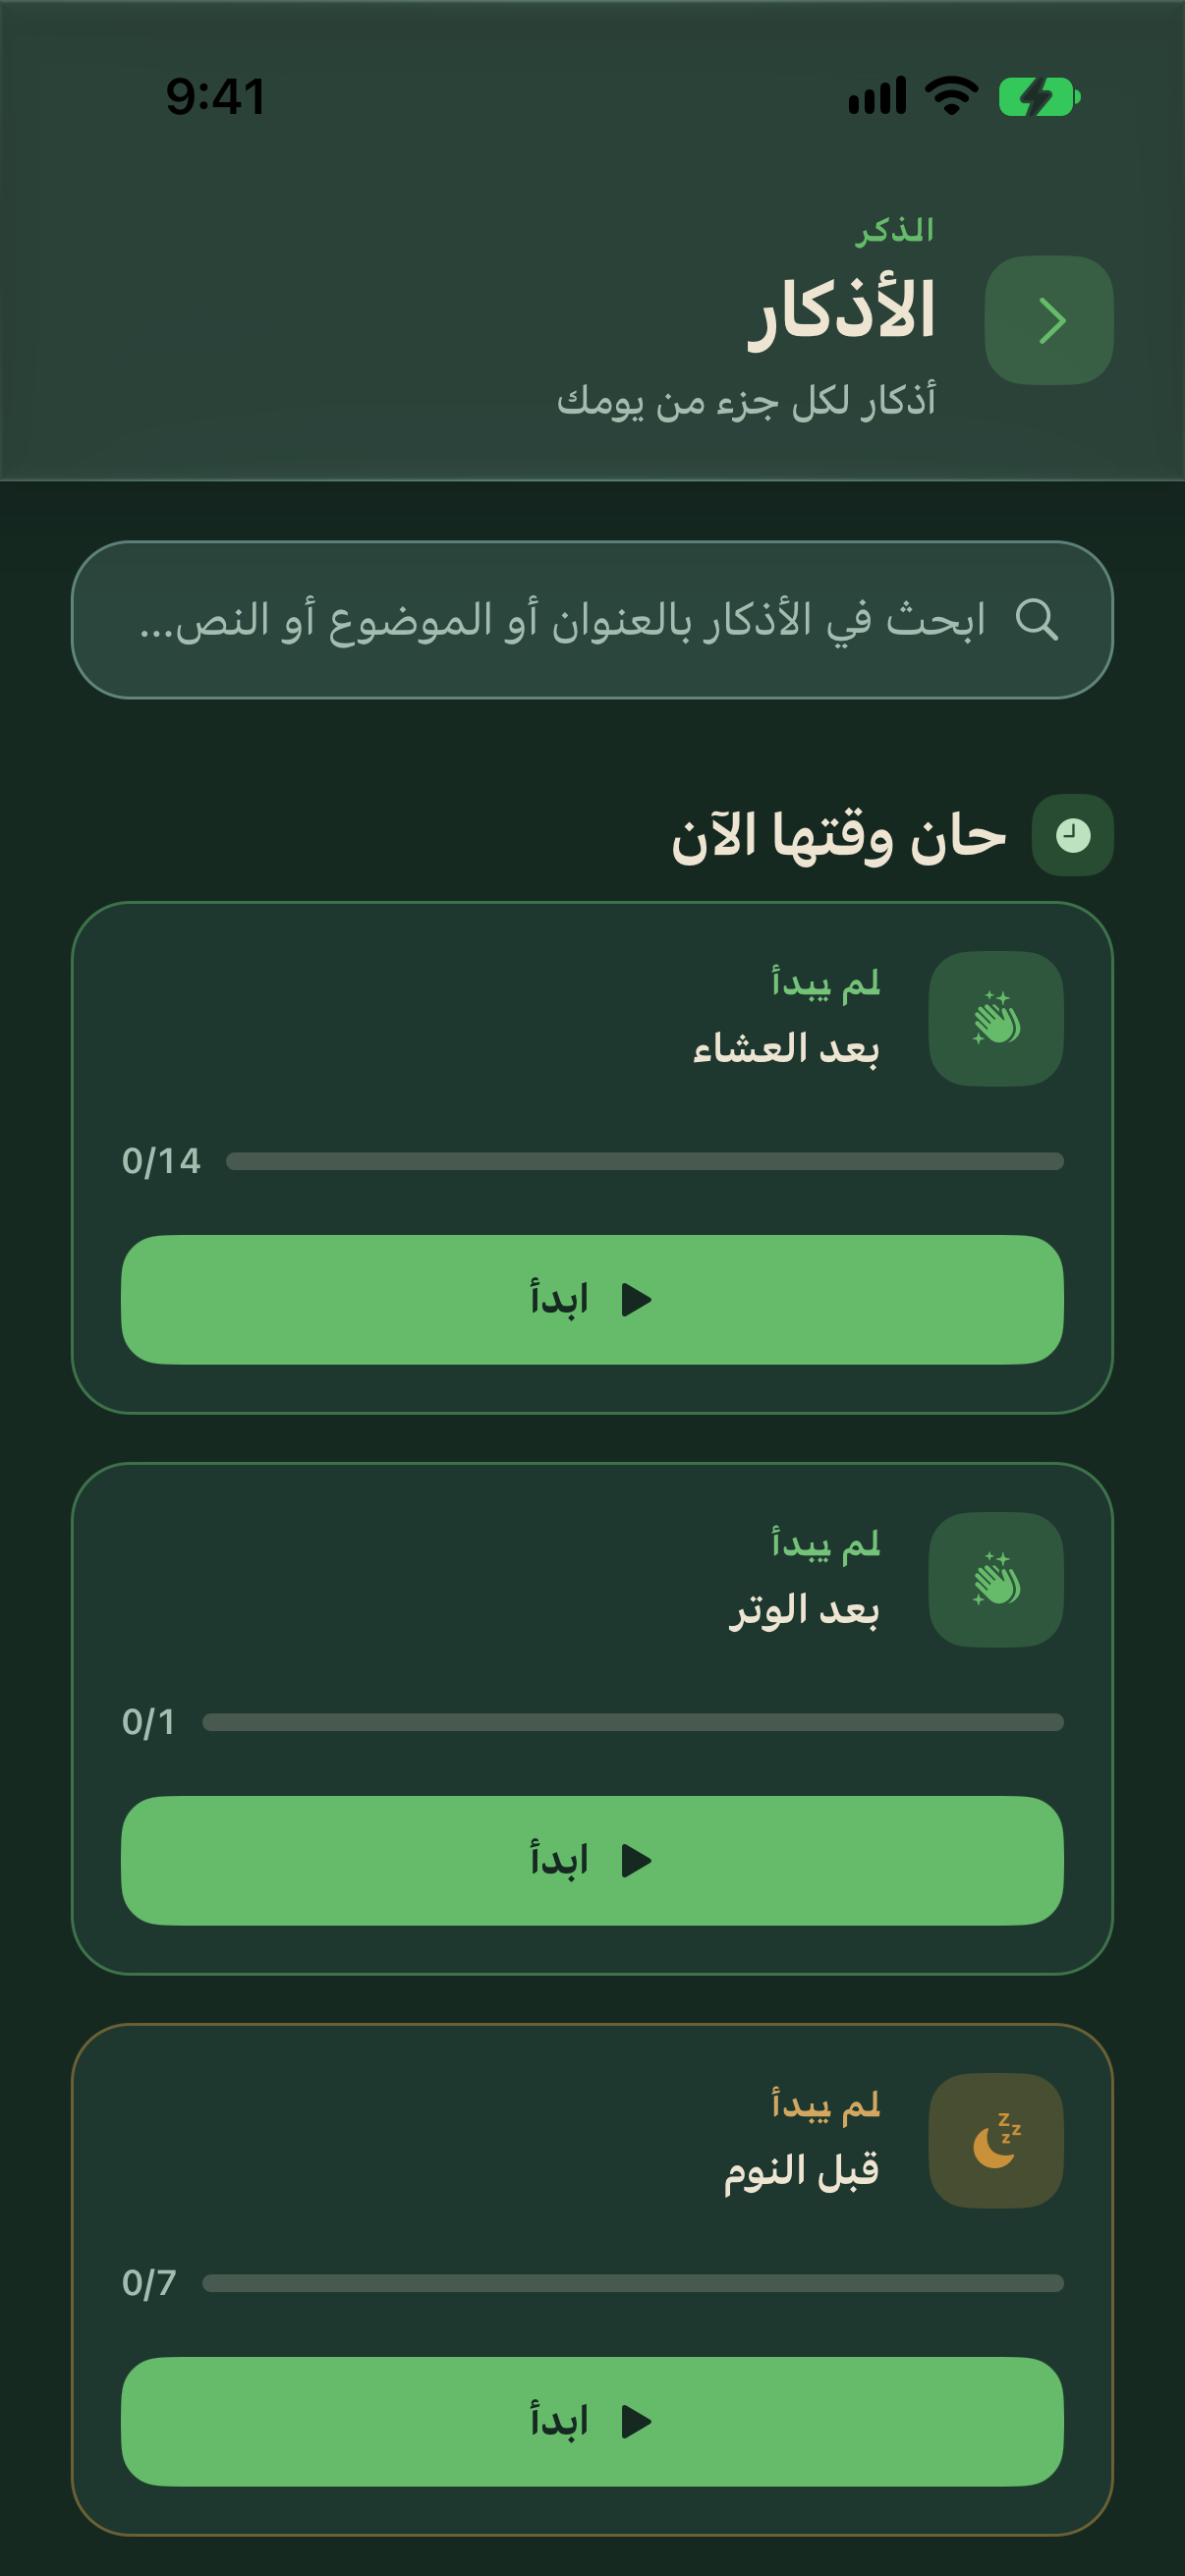 9:41
الذكر
الأذكار
أذكار لكل جزء من يومك
ابحث في الأذكار بالعنوان أو الموضوع أو النص...
حان وقتها الآن
لم يبدأ
بعد العشاء
0/14
ابدأ
لم يبدأ
بعد الوتر
0/1
ابدأ
لم يبدأ
قبل النوم
0/7
ابدأ